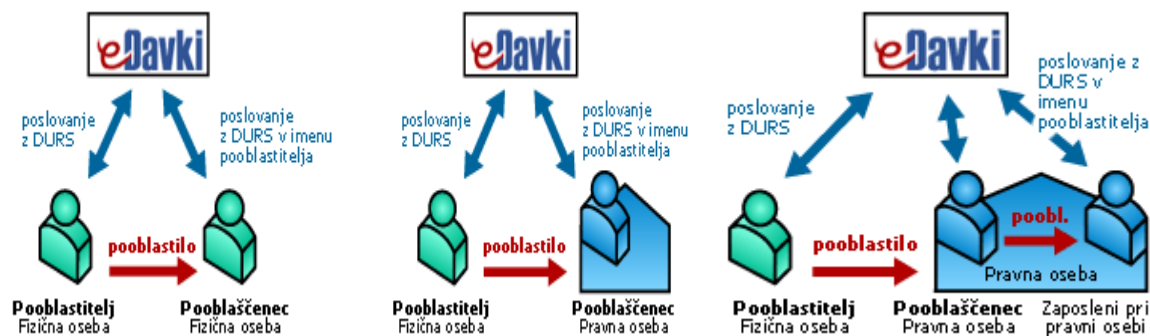 eDavki
poslovanje
z DURS
poslovanje
z DURS v imenu
pooblastitelja
pooblastilo
Pooblastitelj
Fizična oseba
Pooblaščenec
Fizična oseba
eDavki
poslovanje
z DURS
poslovanje
z DURS v imenu
pooblastitelja
pooblastilo
Pooblastitelj
Fizična oseba
Pooblaščenec
Pravna oseba
eDavki
poslovanje
z DURS
poslovanje z
DURS v
imenu
pooblastitelja
pooblastilo
poobl.
Pravna oseba
Pooblastitelj
Fizična oseba
Pooblaščenec
Pravna oseba
Zaposleni pri
pravni osebi